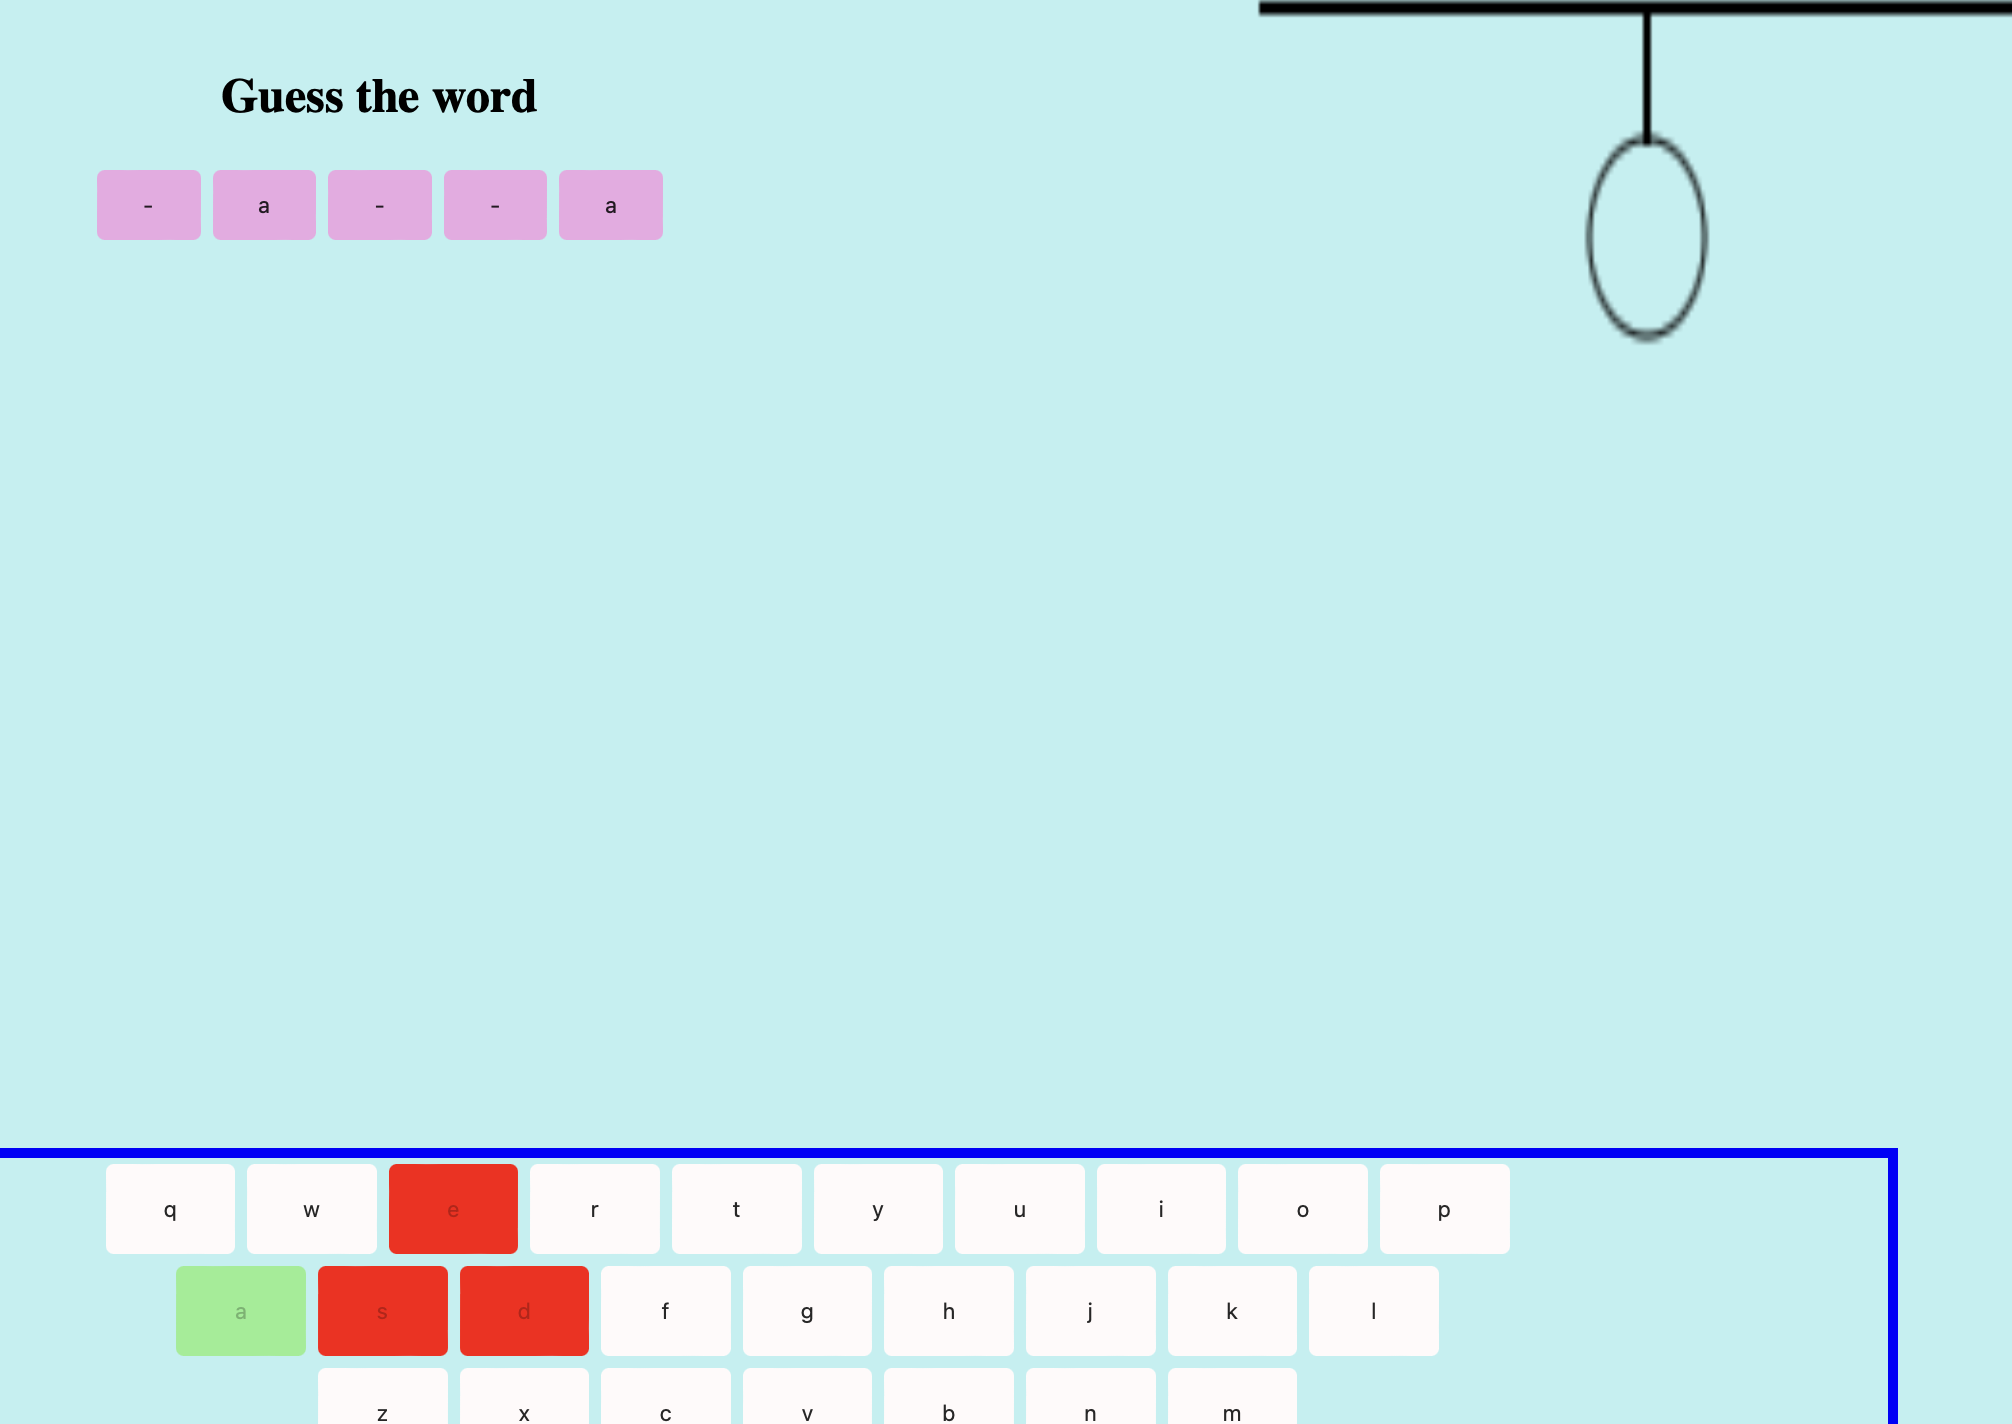 Guess the word
- a - - a
q w e r t y u i o p
a s d f g h j k l
z x c v b n m